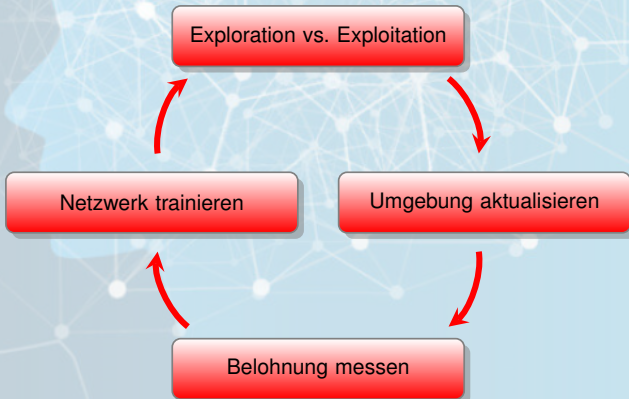 Exploration vs. Exploitation
Netzwerk trainieren
Umgebung aktualisieren
Belohnung messen